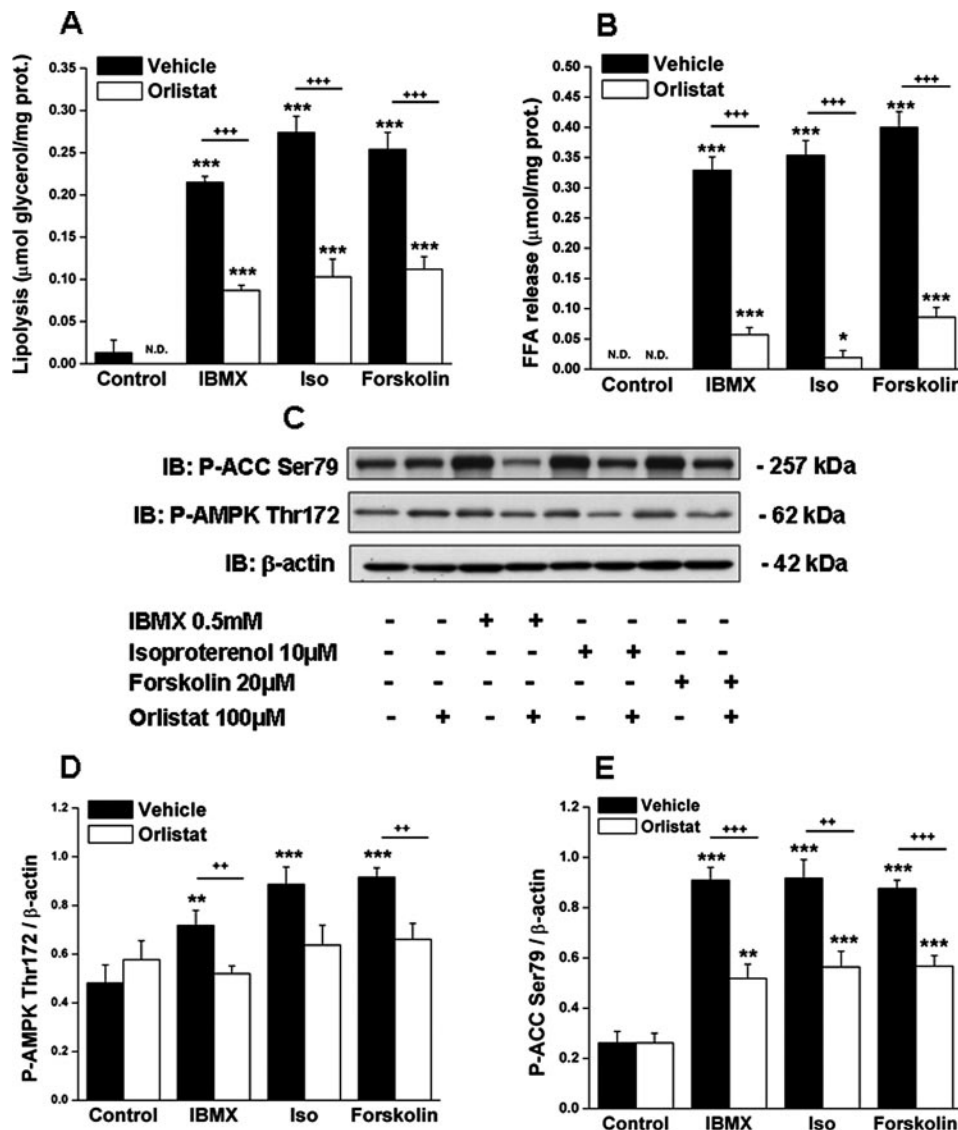 A
Vehicle
Orlistat
Lipolysis (μmol glycerol/mg prot.)
0.35
0.30
0.25
0.20
0.15
0.10
0.05
0.00
N.D.
+++
+++
+++
***
***
***
***
***
***
Control IBMX Iso Forskolin
B
Vehicle
Orlistat
FFA release (μmol/mg prot.)
0.50
0.45
0.40
0.35
0.30
0.25
0.20
0.15
0.10
0.05
0.00
N.D. N.D.
+++
+++
+++
***
***
***
***
*
***
Control IBMX Iso Forskolin
C
IB: P-ACC Ser79 - 257 kDa
IB: P-AMPK Thr172 - 62 kDa
IB: β-actin - 42 kDa
IBMX 0.5mM - - + + - - - -
Isoproterenol 10μM - - - - + + - -
Forskolin 20μM - - - - - - + +
Orlistat 100μM - + - + - + - +
D
Vehicle
Orlistat
P-AMPK Thr172 / β-actin
1.2
1.0
0.8
0.6
0.4
0.2
0.0
++
++
**
***
***
Control IBMX Iso Forskolin
E
Vehicle
Orlistat
P-ACC Ser79 / β-actin
1.2
1.0
0.8
0.6
0.4
0.2
0.0
+++
++
+++
***
***
***
**
***
***
Control IBMX Iso Forskolin